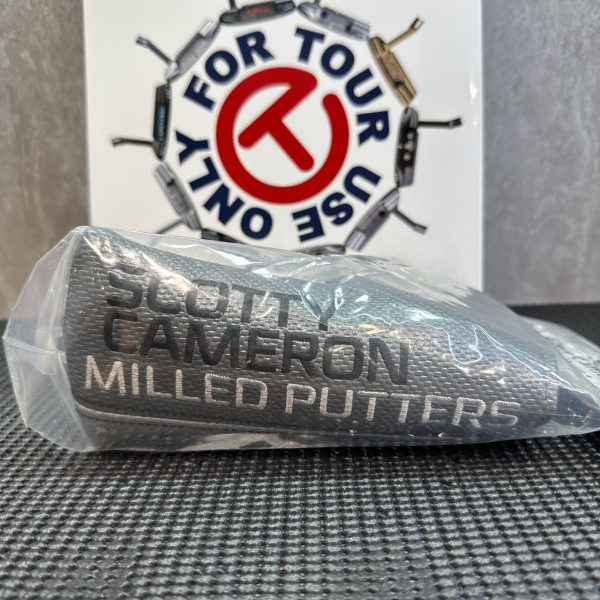 FOR TOUR USE ONLY
T
SCOTTY
CAMERON
MILLED PUTTERS